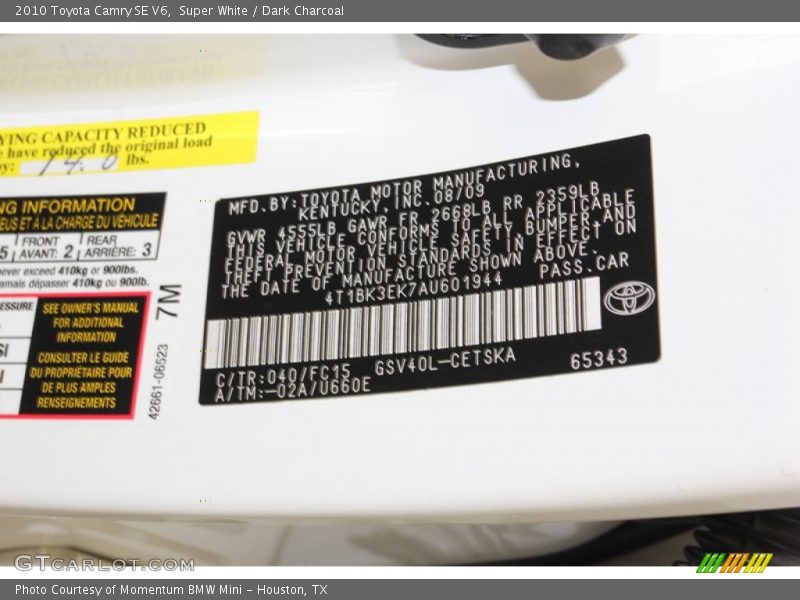 2010 Toyota Camry SE V6, Super White / Dark Charcoal
YING CAPACITY REDUCED
have reduced the original load
by: 14.0 lbs.
NG INFORMATION
EUS ET À LA CHARGE DU VÉHICULE
5 FRONT AVANT: 2 REAR ARRIÈRE: 3
never exceed 410kg or 900lbs.
jamais dépasser 410kg ou 900lb.
SEE OWNER'S MANUAL
FOR ADDITIONAL
INFORMATION
CONSULTER LE GUIDE
DU PROPRIÉTAIRE POUR
DE PLUS AMPLES
RENSEIGNEMENTS
7M
42661-06523
MFD.BY:TOYOTA MOTOR MANUFACTURING,
KENTUCKY,INC.08/09
GVWR 4555LB GAWR FR 2668LB RR 2359LB
THIS VEHICLE CONFORMS TO ALL APPLICABLE
FEDERAL MOTOR VEHICLE SAFETY,BUMPER,AND
THEFT PREVENTION STANDARDS IN EFFECT ON
THE DATE OF MANUFACTURE SHOWN ABOVE.
4T1BK3EK7AU601944 PASS.CAR
C/TR:040/FC15 GSV40L-CETSKA 65343
A/TM:-02A/U660E
GTCARLOT.COM
Photo Courtesy of Momentum BMW Mini - Houston, TX